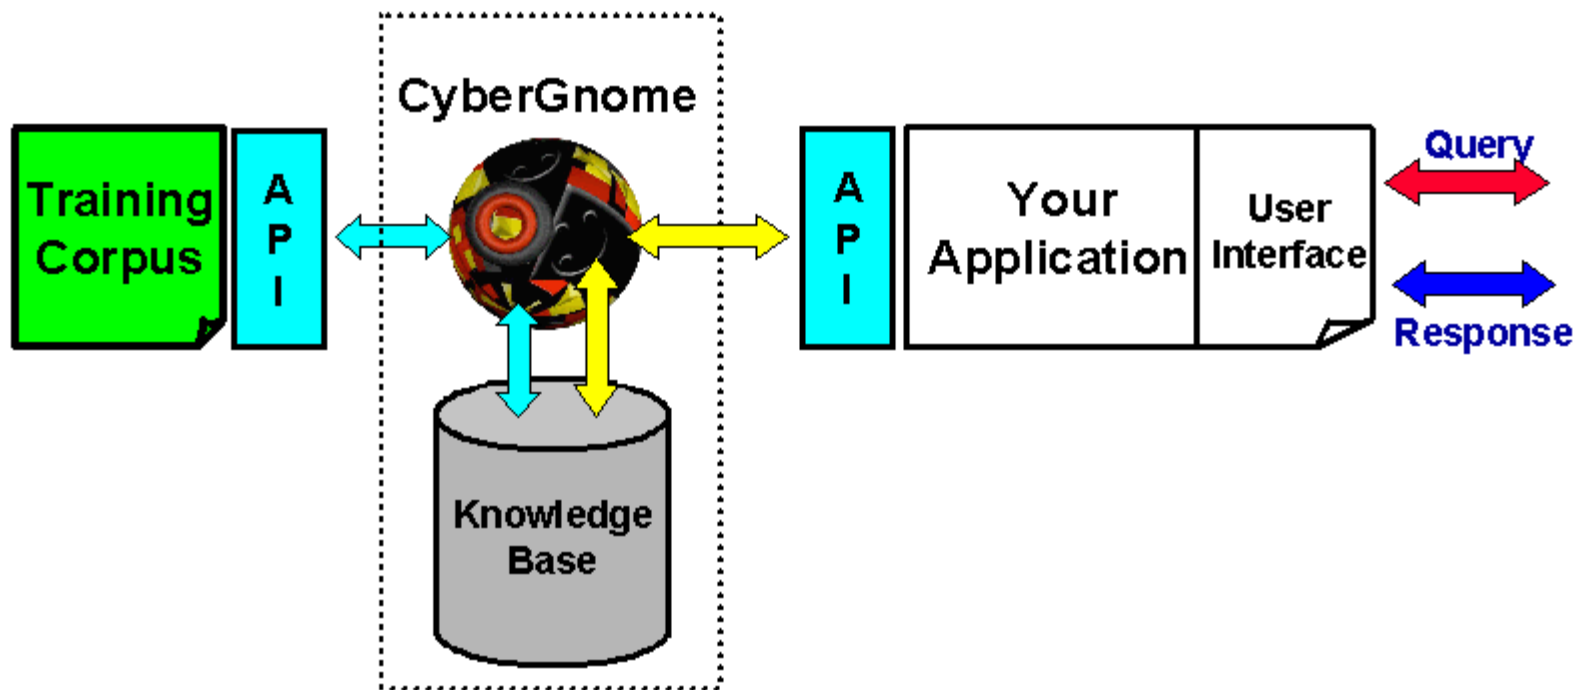 CyberGnome
Training
Corpus
A
P
I
A
P
I
Your
Application
User
Interface
Query
Response
Knowledge
Base